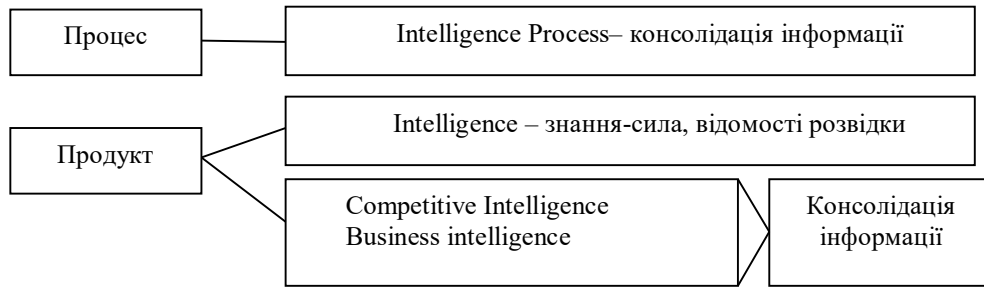 Процес
Intelligence Process– консолідація інформації
Intelligence – знання-сила, відомості розвідки
Продукт
Competitive Intelligence
Business intelligence
Консолідація
інформації